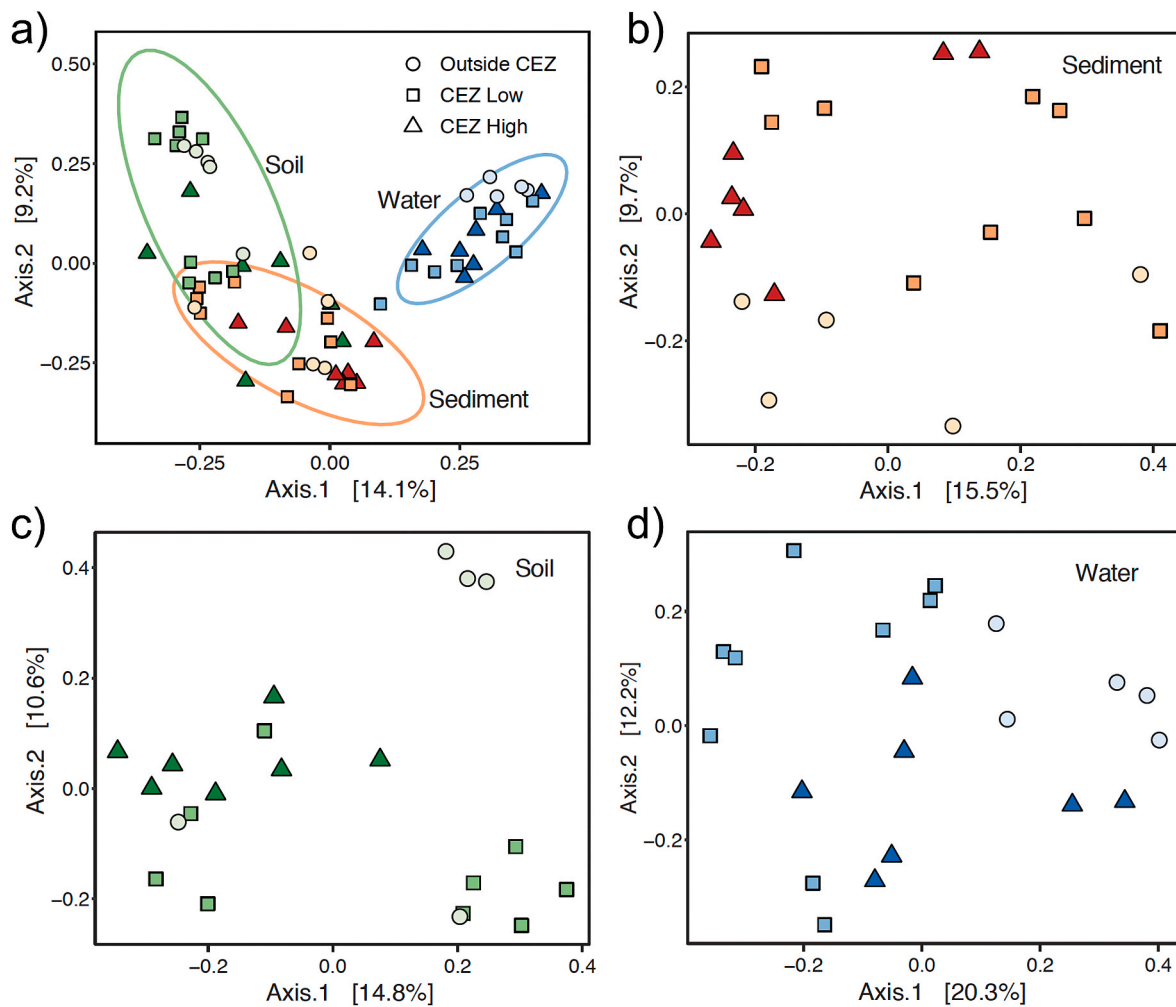 a)
Outside CEZ
CEZ Low
CEZ High
Soil
Water
Sediment
0.50
0.25
0.00
−0.25
Axis.2 [9.2%]
−0.25
0.00
0.25
Axis.1 [14.1%]
b)
Sediment
0.2
0.0
−0.2
Axis.2 [9.7%]
−0.2
0.0
0.2
0.4
Axis.1 [15.5%]
c)
Soil
0.4
0.2
0.0
−0.2
Axis.2 [10.6%]
−0.2
0.0
0.2
0.4
Axis.1 [14.8%]
d)
Water
0.2
0.0
−0.2
Axis.2 [12.2%]
−0.2
0.0
0.2
0.4
Axis.1 [20.3%]